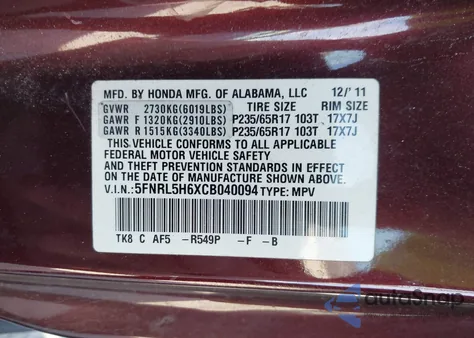 MFD. BY HONDA MFG. OF ALABAMA, LLC 12/'11
GVWR 2730KG(6019LBS) TIRE SIZE RIM SIZE
GAWR F 1320KG(2910LBS) P235/65R17 103T 17X7J
GAWR R 1515KG(3340LBS) P235/65R17 103T 17X7J
THIS VEHICLE CONFORMS TO ALL APPLICABLE
FEDERAL MOTOR VEHICLE SAFETY
AND THEFT PREVENTION STANDARDS IN
EFFECT ON THE DATE OF MANUFACTURE
SHOWN ABOVE.
V.I.N.: 5FNRL5H6XCB040094 TYPE: MPV
TK8 C AF5 -R549P -F -B
autoSnap